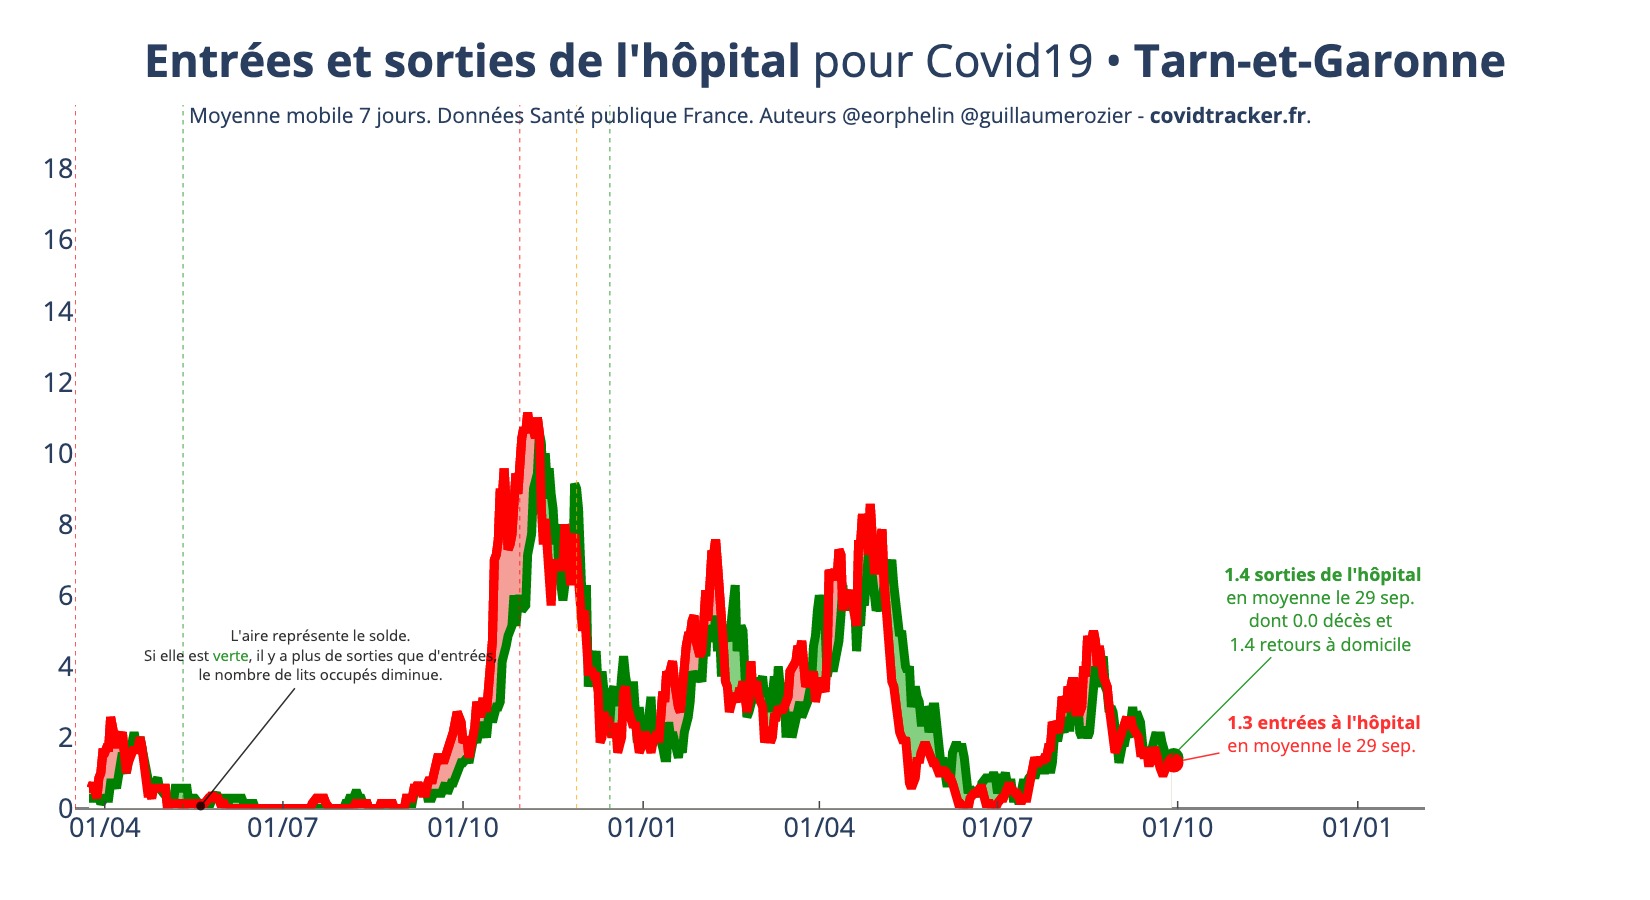 Entrées et sorties de l'hôpital pour Covid19 • Tarn-et-Garonne
Moyenne mobile 7 jours. Données Santé publique France. Auteurs @eorphelin @guillaumerozier - covidtracker.fr.
18
16
14
12
10
8
6
4
2
0
L'aire représente le solde.
Si elle est verte, il y a plus de sorties que d'entrées,
le nombre de lits occupés diminue.
1.4 sorties de l'hôpital
en moyenne le 29 sep.
dont 0.0 décès et
1.4 retours à domicile
1.3 entrées à l'hôpital
en moyenne le 29 sep.
01/04 01/07 01/10 01/01 01/04 01/07 01/10 01/01